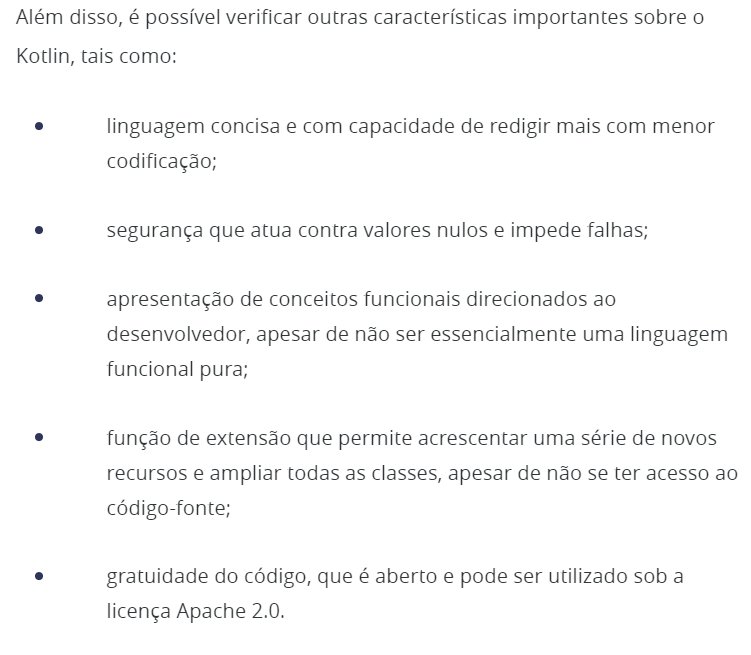 Além disso, é possível verificar outras características importantes sobre o
Kotlin, tais como:
• linguagem concisa e com capacidade de redigir mais com menor
codificação;
• segurança que atua contra valores nulos e impede falhas;
• apresentação de conceitos funcionais direcionados ao
desenvolvedor, apesar de não ser essencialmente uma linguagem
funcional pura;
• função de extensão que permite acrescentar uma série de novos
recursos e ampliar todas as classes, apesar de não se ter acesso ao
código-fonte;
• gratuidade do código, que é aberto e pode ser utilizado sob a
licença Apache 2.0.